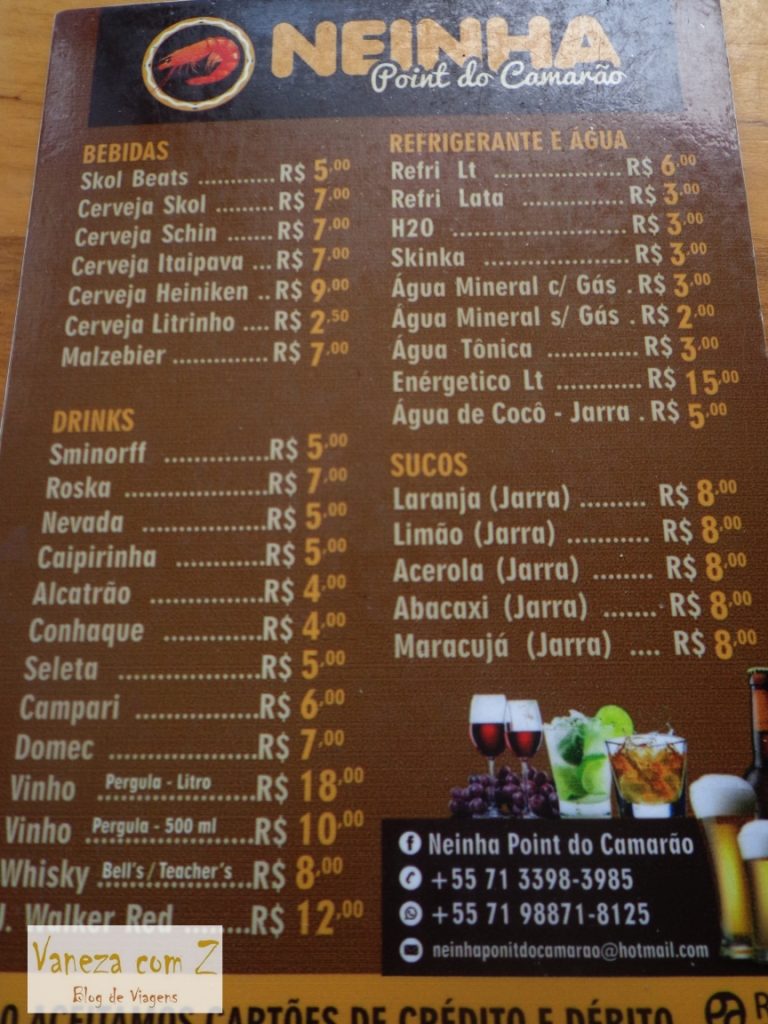 NEINHA
Point do Camarão
BEBIDAS
Skol Beats ............ R$ 5,00
Cerveja Skol ......... R$ 7,00
Cerveja Schin ....... R$ 7,00
Cerveja Itaipava ... R$ 7,00
Cerveja Heiniken .. R$ 9,00
Cerveja Litrinho .... R$ 2,50
Malzebier .............. R$ 7,00
DRINKS
Sminorff ...............R$ 5,00
Roska .....................R$ 7,00
Nevada ..................R$ 5,00
Caipirinha .............R$ 5,00
Alcatrão ................R$ 4,00
Conhaque ..............R$ 4,00
Seleta .....................R$ 5,00
Campari .................R$ 6,00
Domec .....................R$ 7,00
Vinho Pergula - Litro R$ 18,00
Vinho Pergula - 500 ml R$ 10,00
Whisky Bell's / Teacher's R$ 8,00
J. Walker Red .........R$ 12,00
REFRIGERANTE E ÁGUA
Refri Lt ................... R$ 6,00
Refri Lata ............... R$ 3,00
H2O ......................... R$ 3,00
Skinka ..................... R$ 3,00
Água Mineral c/ Gás . R$ 3,00
Água Mineral s/ Gás . R$ 2,00
Água Tônica ............. R$ 3,00
Enérgetico Lt ............ R$ 15,00
Água de Cocô - Jarra . R$ 5,00
SUCOS
Laranja (Jarra) ......... R$ 8,00
Limão (Jarra) ........... R$ 8,00
Acerola (Jarra) ........ R$ 8,00
Abacaxi (Jarra) ....... R$ 8,00
Maracujá (Jarra) .... R$ 8,00
Neinha Point do Camarão
+55 71 3398-3985
+55 71 98871-8125
neinhaponitdocamarao@hotmail.com
Vaneza com Z
Blog de Viagens
ACEITAMOS CARTÕES DE CRÉDITO E DÉBITO